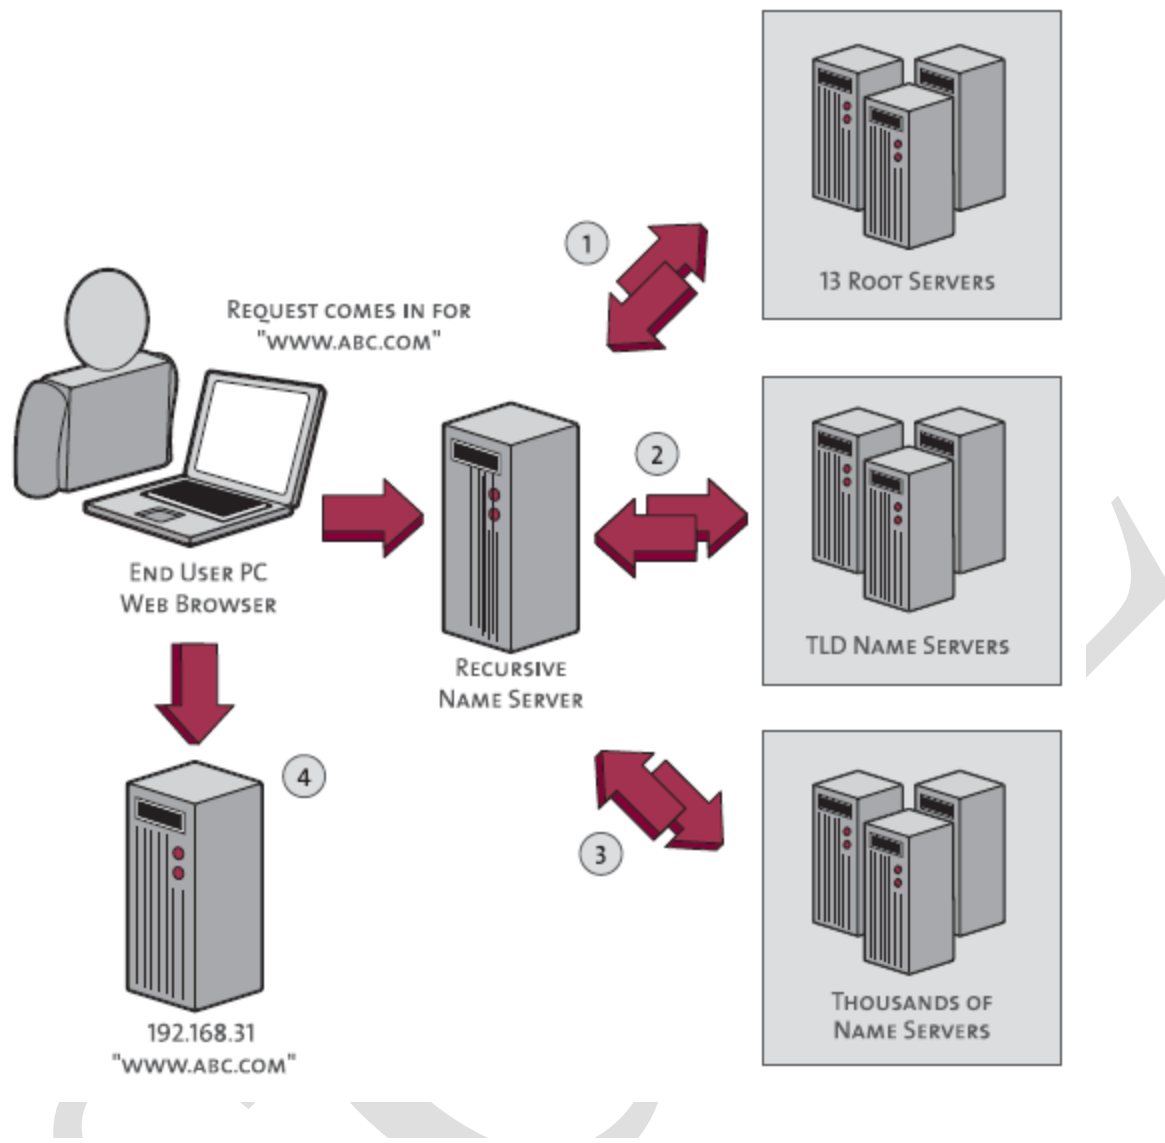 1
13 Root Servers
Request comes in for
"www.abc.com"
2
End User PC
Web Browser
TLD Name Servers
Recursive
Name Server
4
3
192.168.31
"www.abc.com"
Thousands of
Name Servers